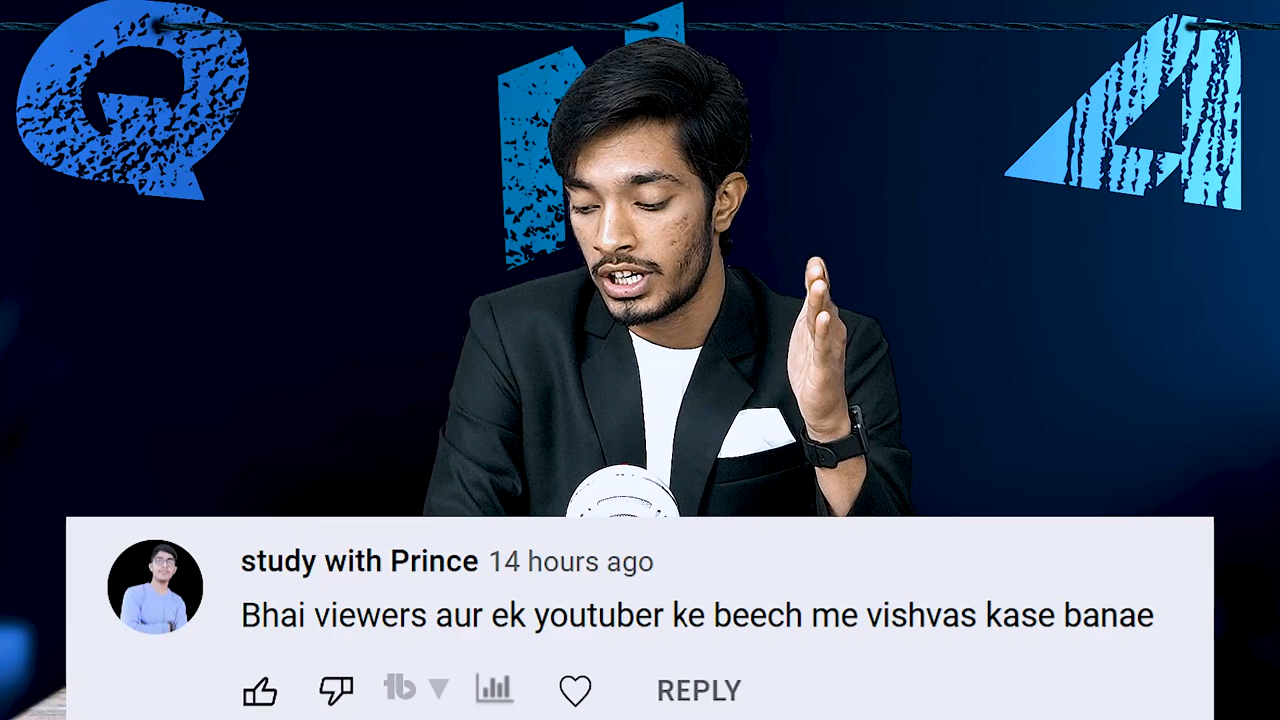 Q A
study with Prince 14 hours ago
Bhai viewers aur ek youtuber ke beech me vishvas kase banae
REPLY